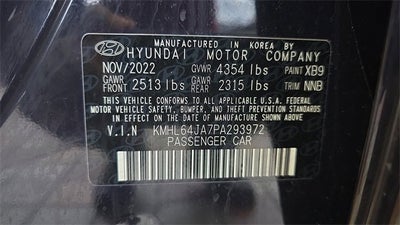 MANUFACTURED IN KOREA BY
HYUNDAI MOTOR COMPANY
NOV/2022 GVWR 4354 lbs PAINT XB9
GAWR FRONT 2513 lbs GAWR REAR 2315 lbs TRIM NNB
THIS VEHICLE CONFORMS TO ALL APPLICABLE U.S. FEDERAL
MOTOR VEHICLE SAFETY, BUMPER, AND THEFT PREVENTION
STANDARDS IN EFFECT ON THE DATE OF MANUFACTURE SHOWN ABOVE.
V.I.N KMHL64JA7PA293972
PASSENGER CAR